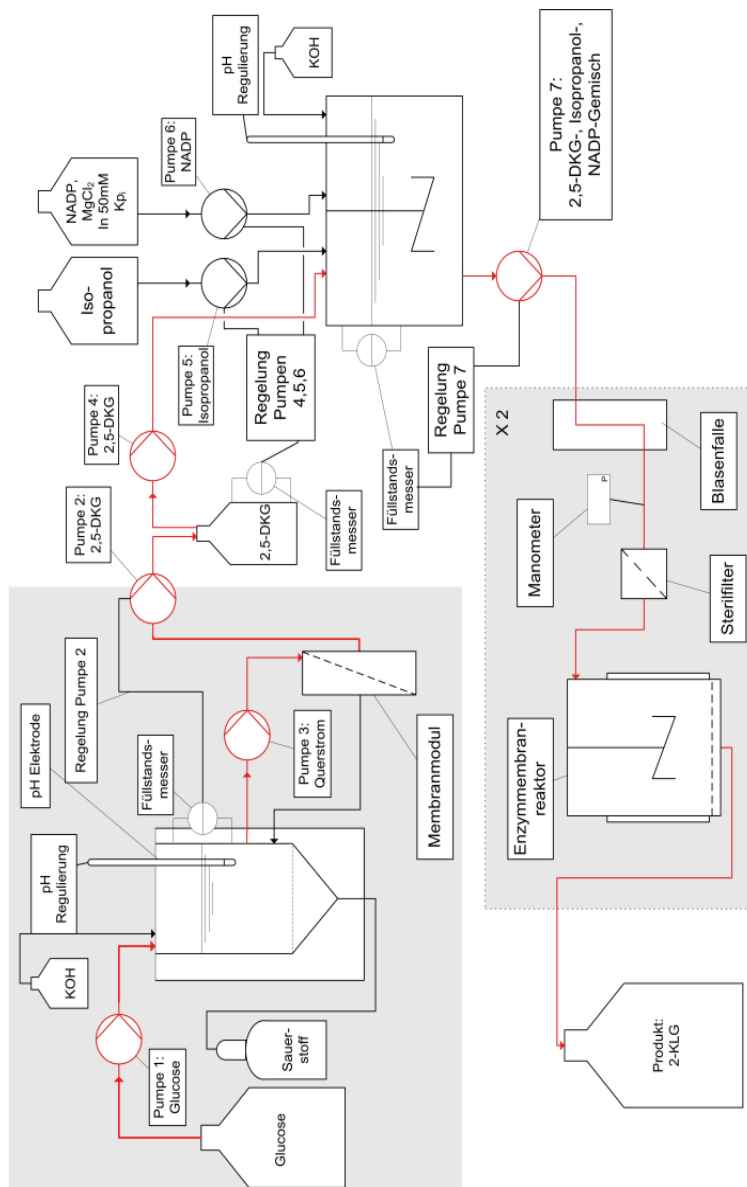 Glucose
Pumpe 1:
Glucose
Sauer-
stoff
KOH
pH
Regulierung
pH Elektrode
Regelung Pumpe 2
Füllstands-
messer
Pumpe 3:
Querstrom
Membranmodul
Pumpe 2:
2,5-DKG
Pumpe 4:
2,5-DKG
2,5-DKG
Füllstands-
messer
Iso-
propanol
NADP,
MgCl₂
In 50mM
Kpᵢ
Pumpe 5:
Isopropanol
Pumpe 6:
NADP
Regelung
Pumpen
4,5,6
pH
Regulierung
KOH
Füllstands-
messer
Regelung
Pumpe 7
Pumpe 7:
2,5-DKG-, Isopropanol-,
NADP-Gemisch
X 2
Blasenfalle
Manometer
P
Sterilfilter
Enzymmembran-
reaktor
Produkt:
2-KLG